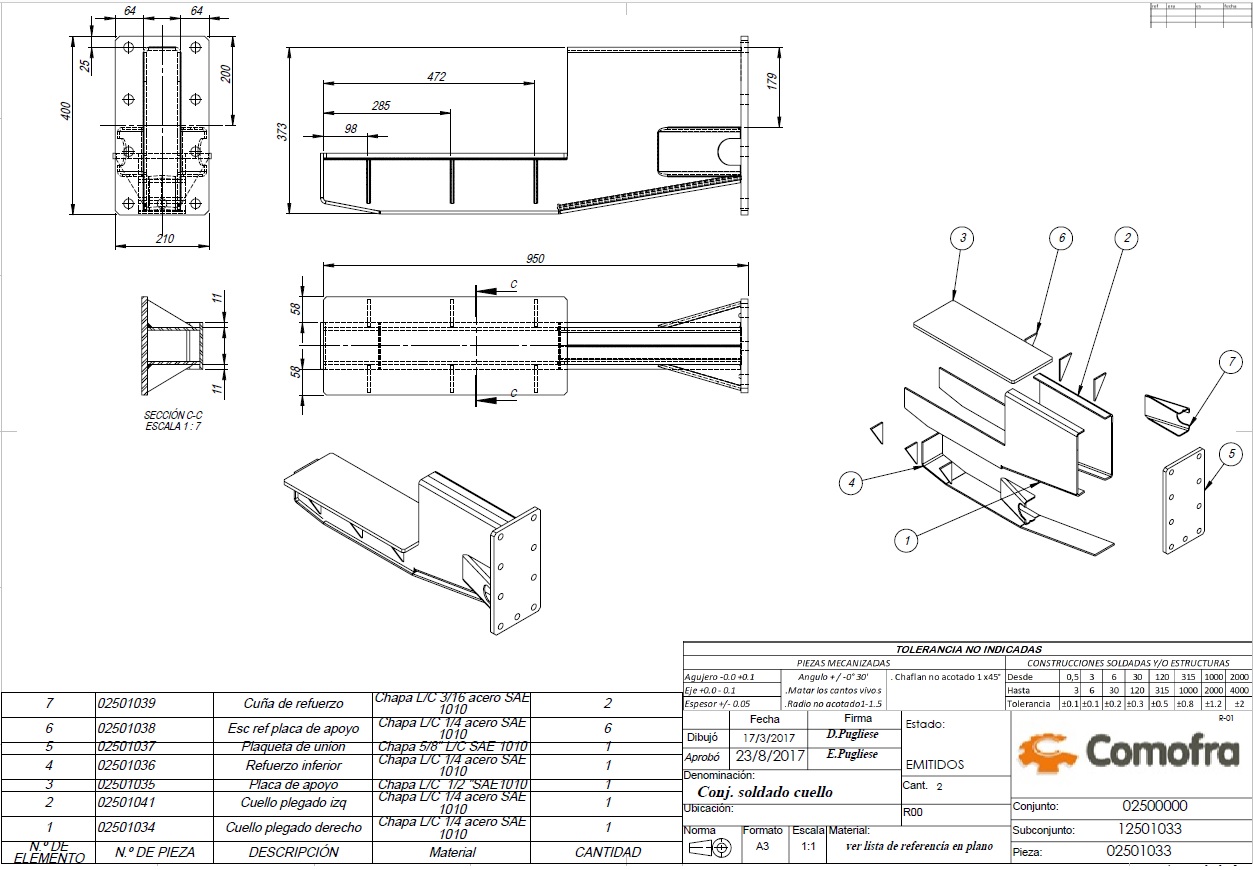 ref
fecha
64
64
25
200
400
210
472
285
98
373
179
950
C
58
58
C
11
11
SECCIÓN C-C
ESCALA 1 : 7
3
6
2
7
5
4
1
7 02501039 Cuña de refuerzo Chapa L/C 3/16 acero SAE 1010 2
6 02501038 Esc ref placa de apoyo Chapa L/C 1/4 acero SAE 1010 6
5 02501037 Plaqueta de unión Chapa 5/8" L/C SAE 1010 1
4 02501036 Refuerzo inferior Chapa L/C 1/4 acero SAE 1010 1
3 02501035 Placa de apoyo Chapa L/C 1/2 "SAE1010 1
2 02501041 Cuello plegado izq Chapa L/C 1/4 acero SAE 1010 1
1 02501034 Cuello plegado derecho Chapa L/C 1/4 acero SAE 1010 1
N.º DE ELEMENTO N.º DE PIEZA DESCRIPCIÓN Material CANTIDAD
TOLERANCIA NO INDICADAS
PIEZAS MECANIZADAS
Agujero -0.0 +0.1 Angulo + / -0° 30' . Chaflan no acotado 1 x45°
Eje +0.0 - 0.1 .Matar los cantos vivos
Espesor +/- 0.05 .Radio no acotado1-1.5
CONSTRUCCIONES SOLDADAS Y/O ESTRUCTURAS
Desde 0,5 3 6 30 120 315 1000 2000
Hasta 3 6 30 120 315 1000 2000 4000
Tolerancia ±0.1 ±0.1 ±0.2 ±0.3 ±0.5 ±0.8 ±1.2 ±2
Fecha Firma
Dibujó 17/3/2017 D.Pugliese
Aprobó 23/8/2017 E.Pugliese
Denominación:
Conj. soldado cuello
Ubicación:
Estado:
EMITIDOS
Cant. 2
R00
Norma Formato Escala Material:
A3 1:1 ver lista de referencia en plano
R-01
Comofra
Conjunto: 02500000
Subconjunto: 12501033
Pieza: 02501033